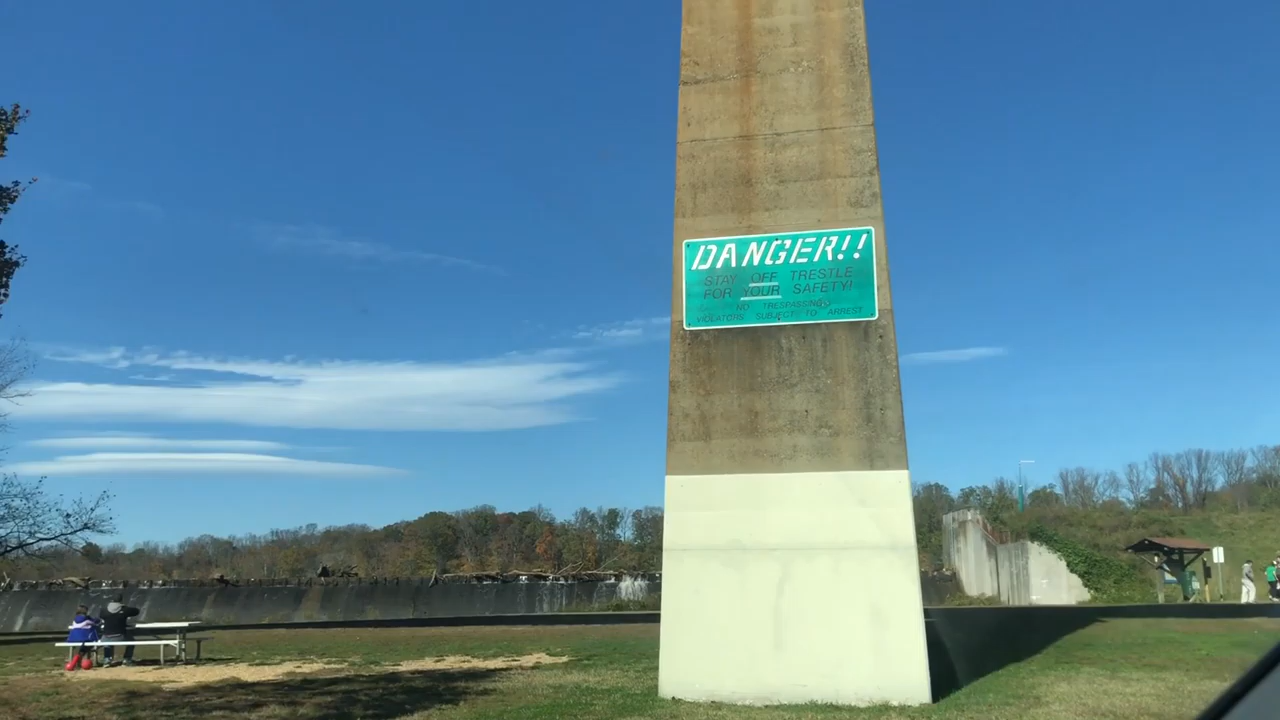 DANGER!!
STAY OFF TRESTLE
FOR YOUR SAFETY!
NO TRESPASSING
VIOLATORS SUBJECT TO ARREST